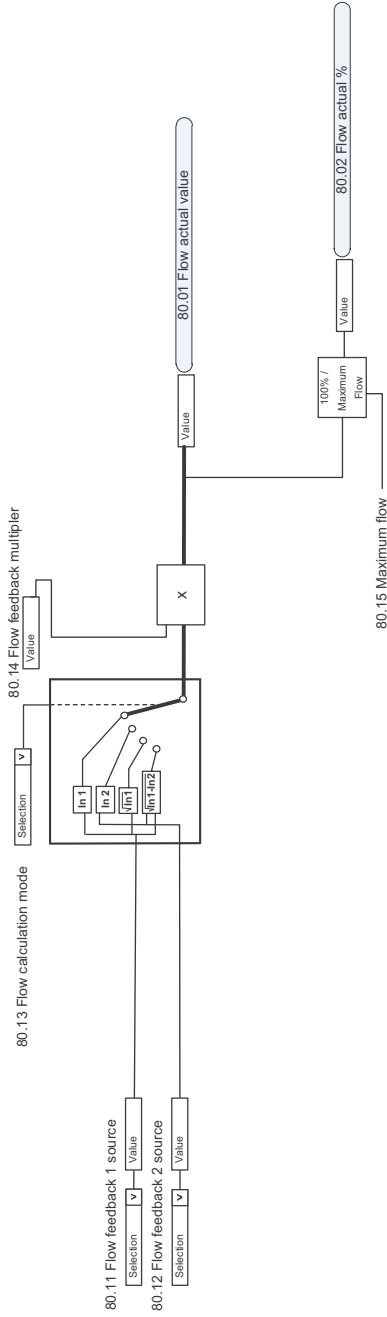 80.11 Flow feedback 1 source
Selection
v
Value
80.12 Flow feedback 2 source
Selection
v
Value
80.13 Flow calculation mode
Selection
v
In 1
In 2
√In1
√In1-In2
80.14 Flow feedback multipler
Value
x
Value
80.01 Flow actual value
80.15 Maximum flow
100% /
Maximum
Flow
Value
80.02 Flow actual %